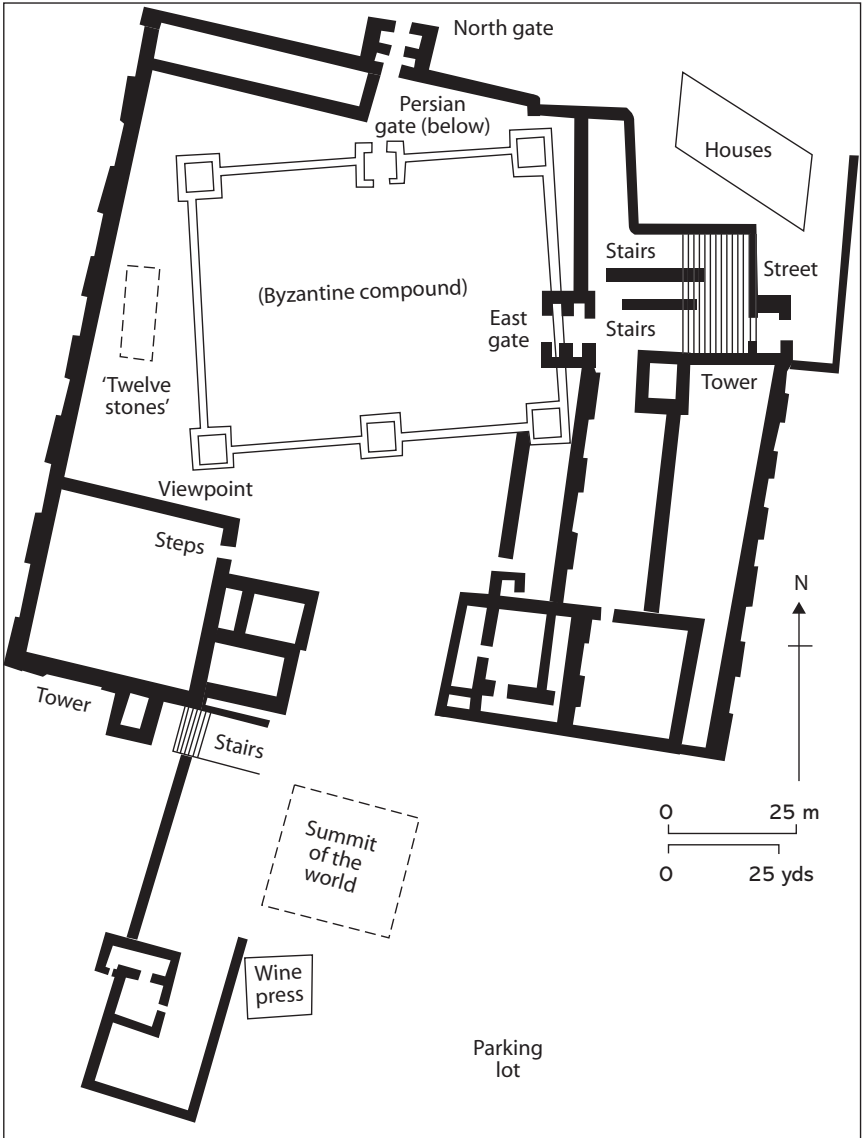 North gate
Persian
gate (below)
Houses
Stairs
Street
(Byzantine compound)
East
gate
Stairs
'Twelve
stones'
Tower
Viewpoint
Steps
N
Tower
Stairs
0 25 m
0 25 yds
Summit
of the
world
Wine
press
Parking
lot